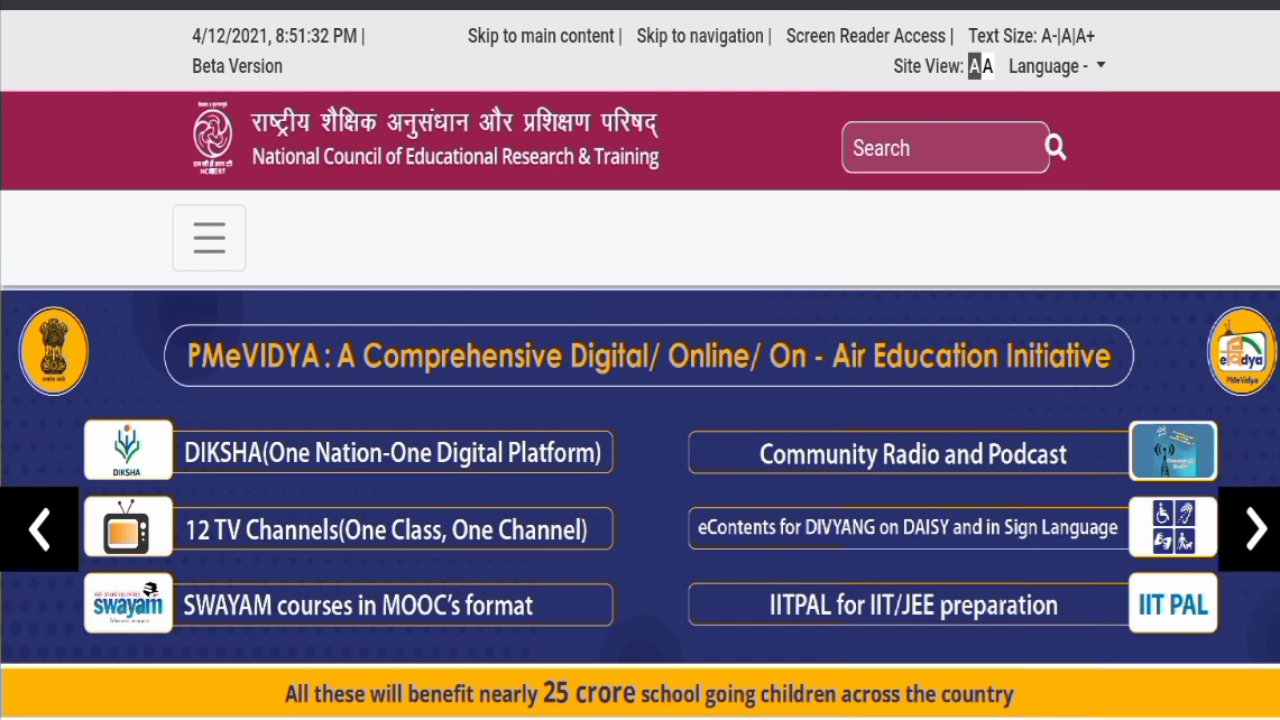 4/12/2021, 8:51:32 PM | Skip to main content | Skip to navigation | Screen Reader Access | Text Size: A-|A|A+
Beta Version Site View: A A Language -
राष्ट्रीय शैक्षिक अनुसंधान और प्रशिक्षण परिषद्
National Council of Educational Research & Training
Search
PMeVIDYA : A Comprehensive Digital/ Online/ On - Air Education Initiative
PMeVidya
DIKSHA
DIKSHA(One Nation-One Digital Platform)
Community Radio and Podcast
12 TV Channels(One Class, One Channel)
eContents for DIVYANG on DAISY and in Sign Language
swayam
SWAYAM courses in MOOC's format
IITPAL for IIT/JEE preparation
IIT PAL
All these will benefit nearly 25 crore school going children across the country